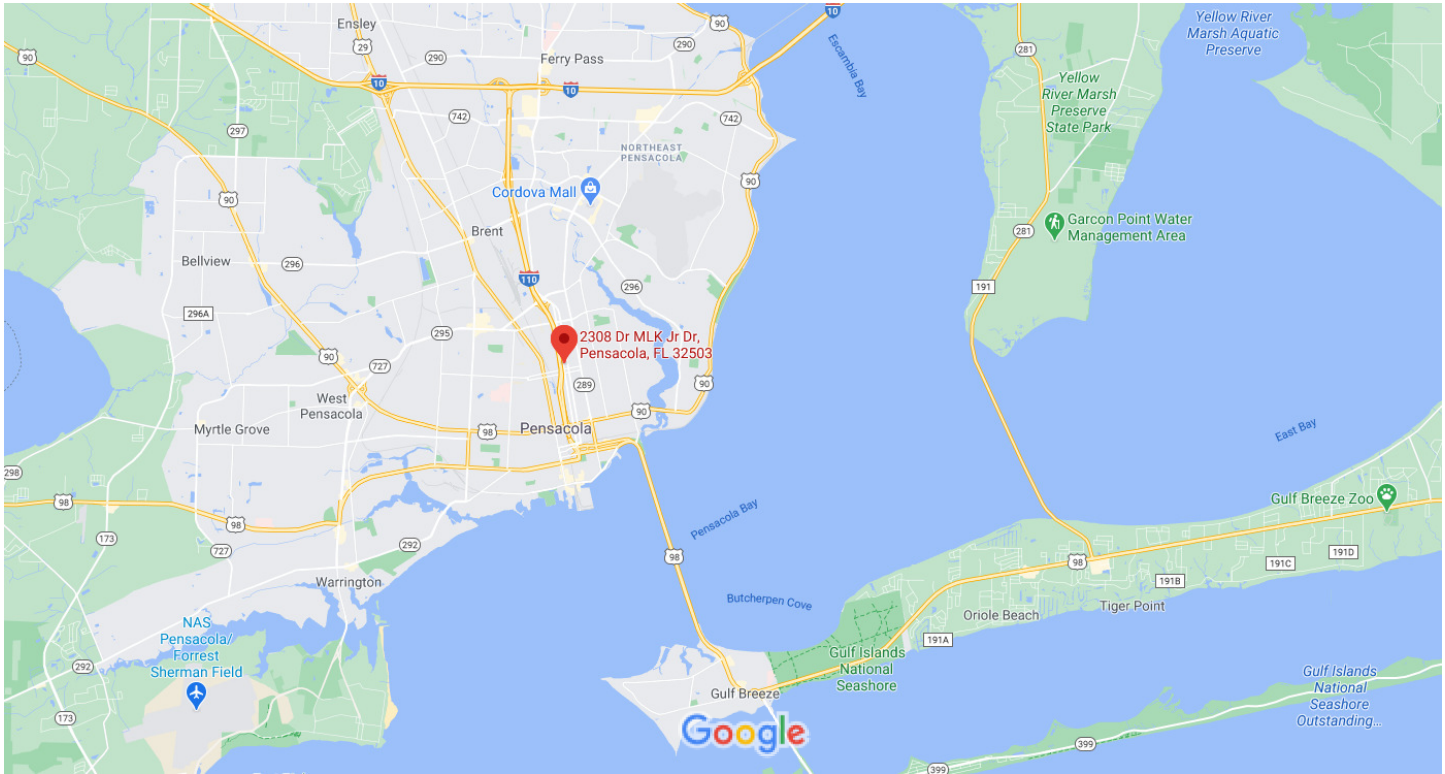 Ensley
Ferry Pass
10
90
290
29
290
10
10
90
742
742
297
NORTHEAST
PENSACOLA
Cordova Mall
90
90
Brent
Bellview
296
110
296
296A
295
2308 Dr MLK Jr Dr,
Pensacola, FL 32503
90
727
289
90
90
West
Pensacola
Myrtle Grove
98
Pensacola
298
98
98
173
727
292
Warrington
NAS
Pensacola/
Forrest
Sherman Field
292
173
Escambia Bay
281
Yellow River
Marsh Aquatic
Preserve
Yellow
River Marsh
Preserve
State Park
Garcon Point Water
Management Area
281
191
East Bay
Gulf Breeze Zoo
Pensacola Bay
98
98
191D
191C
191B
Butcherpen Cove
Oriole Beach
Tiger Point
191A
Gulf Islands
National
Seashore
Gulf Breeze
Gulf Islands
National
Seashore
Outstanding...
Google
399
399